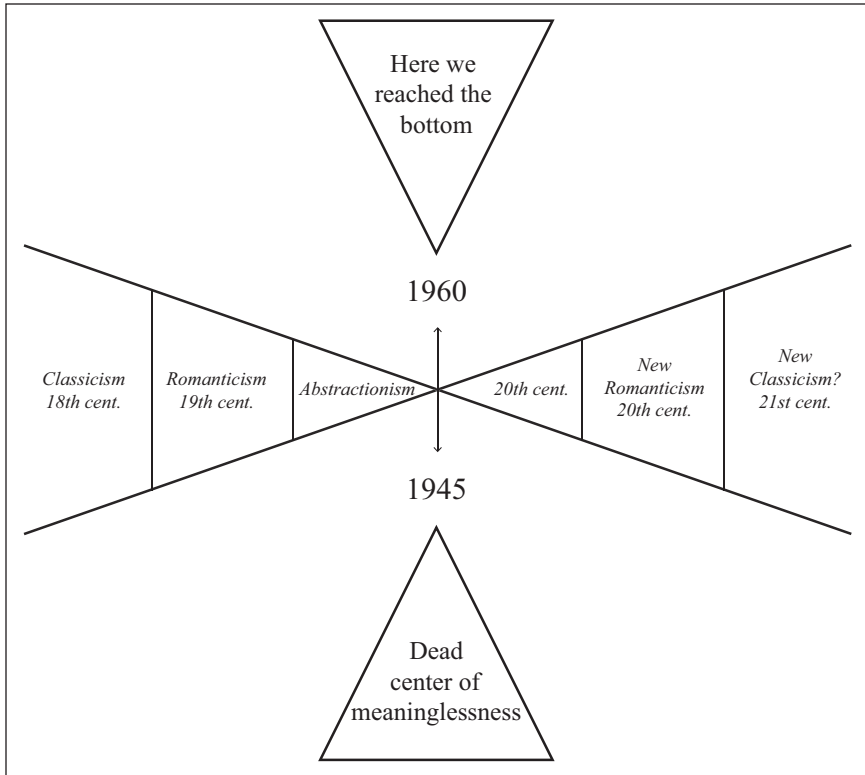 Here we
reached the
bottom
1960
Classicism
18th cent.
Romanticism
19th cent.
Abstractionism
20th cent.
New
Romanticism
20th cent.
New
Classicism?
21st cent.
1945
Dead
center of
meaninglessness